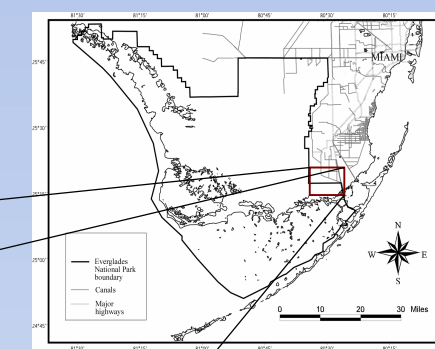 81°30' 81°15' 81°00' 80°45' 80°30' 80°15'
25°45'
MIAMI
25°30'
25°00'
24°45'
Everglades
National Park
boundary
Canals
Major
highways
N
W E
S
0 10 20 30 Miles